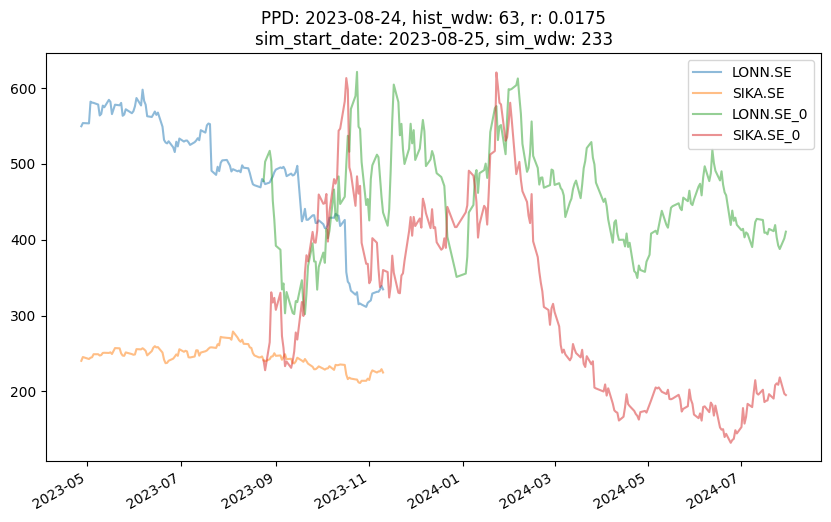 PPD: 2023-08-24, hist_wdw: 63, r: 0.0175
sim_start_date: 2023-08-25, sim_wdw: 233
LONN.SE
SIKA.SE
LONN.SE_0
SIKA.SE_0
600
500
400
300
200
2023-05
2023-07
2023-09
2023-11
2024-01
2024-03
2024-05
2024-07